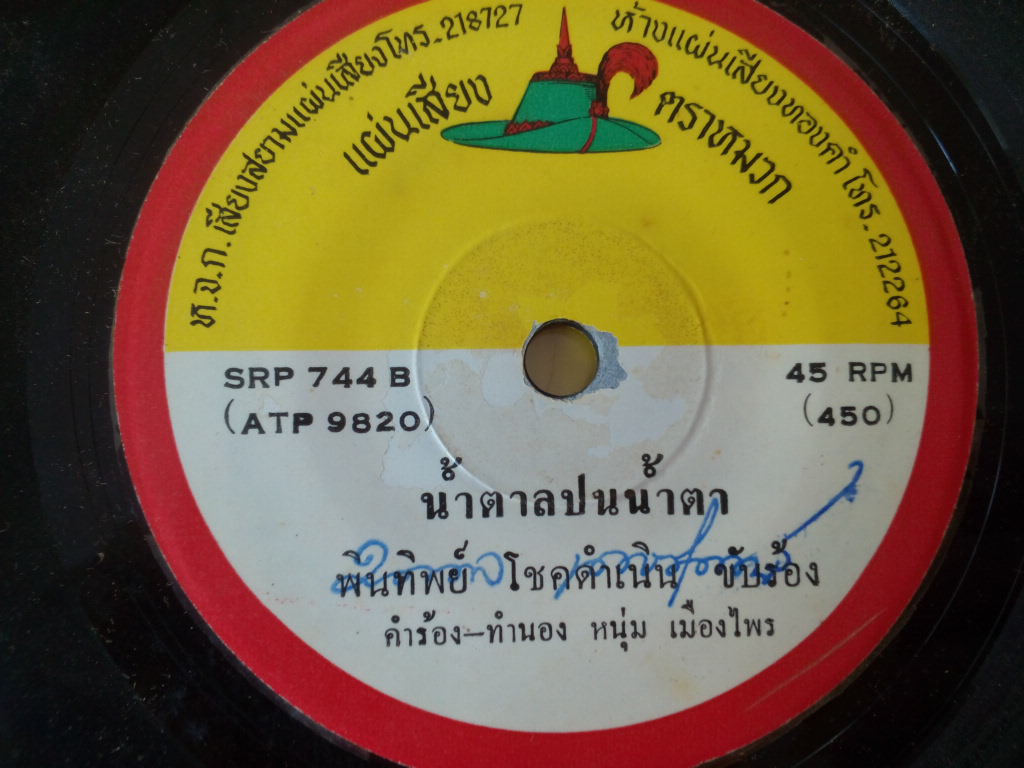 ห.จ.ก. เสียงสยามแผ่นเสียงโทร.218727
ห้างแผ่นเสียงทองคำ โทร.212264
แผ่นเสียง
ตราหมวก
SRP 744 B
(ATP 9820)
45 RPM
(450)
น้ำตาลปนน้ำตา
พินทิพย์ โชคดำเนิน ขับร้อง
คำร้อง-ทำนอง หนุ่ม เมืองไพร